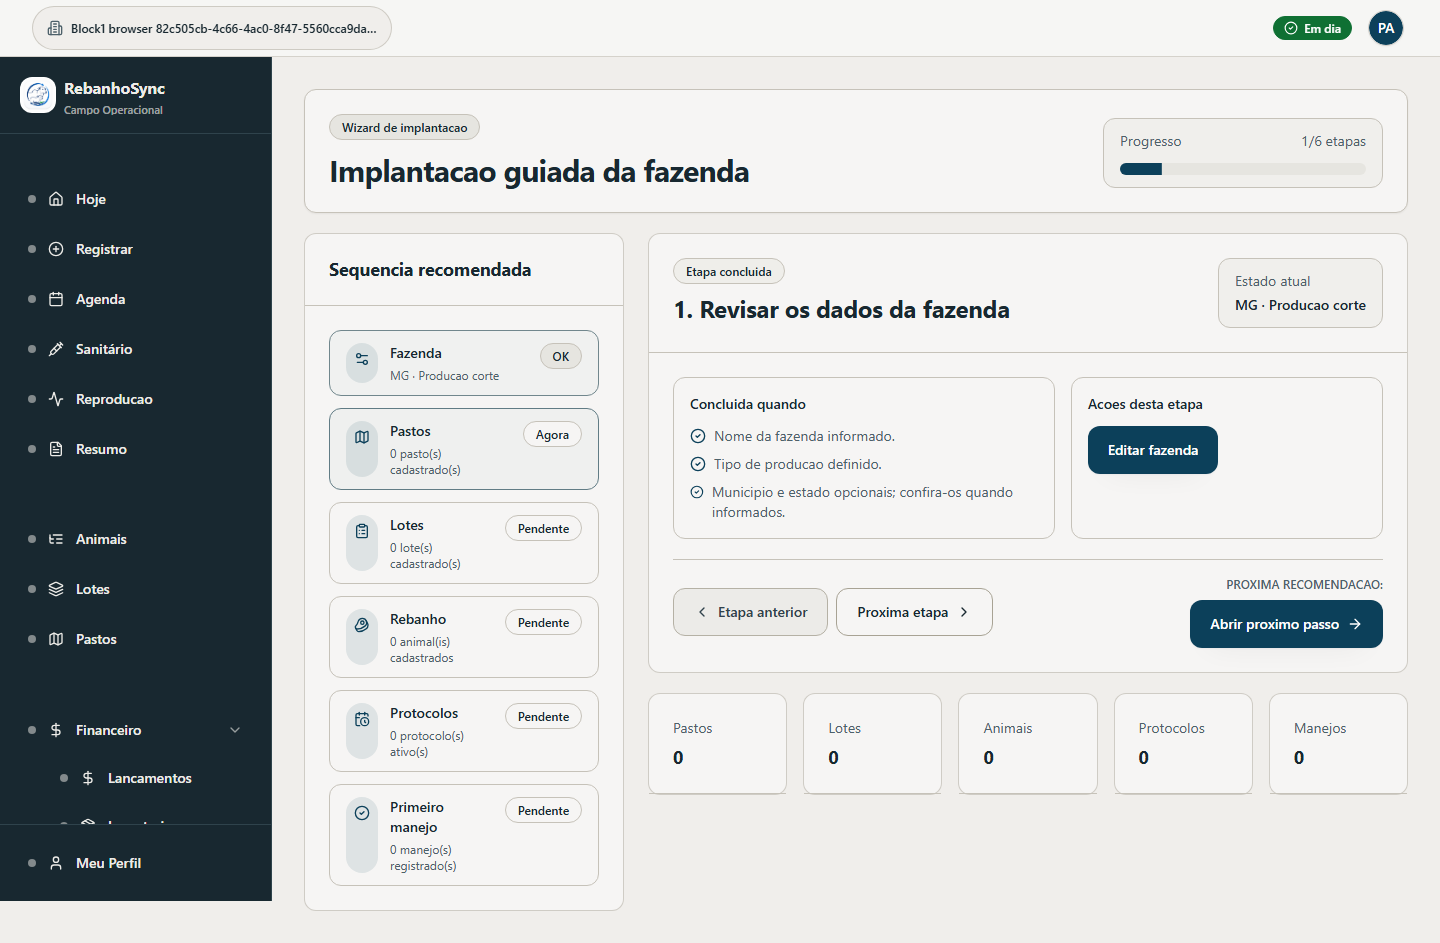 Block1 browser 82c505cb-4c66-4ac0-8f47-5560cca9da...
Em dia
PA
RebanhoSync
Campo Operacional
Hoje
Registrar
Agenda
Sanitário
Reproducao
Resumo
Animais
Lotes
Pastos
Financeiro
Lancamentos
Meu Perfil
Wizard de implantacao
Implantacao guiada da fazenda
Progresso
1/6 etapas
Sequencia recomendada
Fazenda
MG · Producao corte
OK
Pastos
0 pasto(s)
cadastrado(s)
Agora
Lotes
0 lote(s)
cadastrado(s)
Pendente
Rebanho
0 animal(is)
cadastrados
Pendente
Protocolos
0 protocolo(s)
ativo(s)
Pendente
Primeiro
manejo
0 manejo(s)
registrado(s)
Pendente
Etapa concluida
1. Revisar os dados da fazenda
Estado atual
MG · Producao corte
Concluida quando
Nome da fazenda informado.
Tipo de producao definido.
Municipio e estado opcionais; confira-os quando
informados.
Acoes desta etapa
Editar fazenda
Etapa anterior
Proxima etapa
PROXIMA RECOMENDACAO:
Abrir proximo passo
Pastos
0
Lotes
0
Animais
0
Protocolos
0
Manejos
0